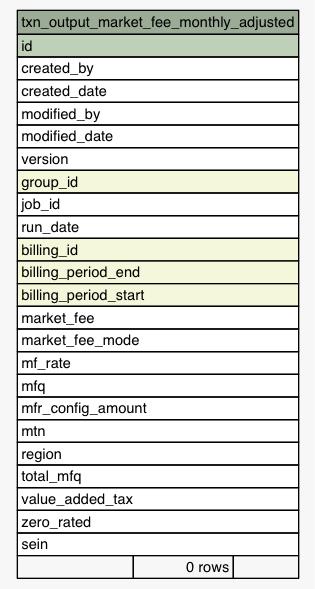 txn_output_market_fee_monthly_adjusted
id
created_by
created_date
modified_by
modified_date
version
group_id
job_id
run_date
billing_id
billing_period_end
billing_period_start
market_fee
market_fee_mode
mf_rate
mfq
mfr_config_amount
mtn
region
total_mfq
value_added_tax
zero_rated
sein
0 rows